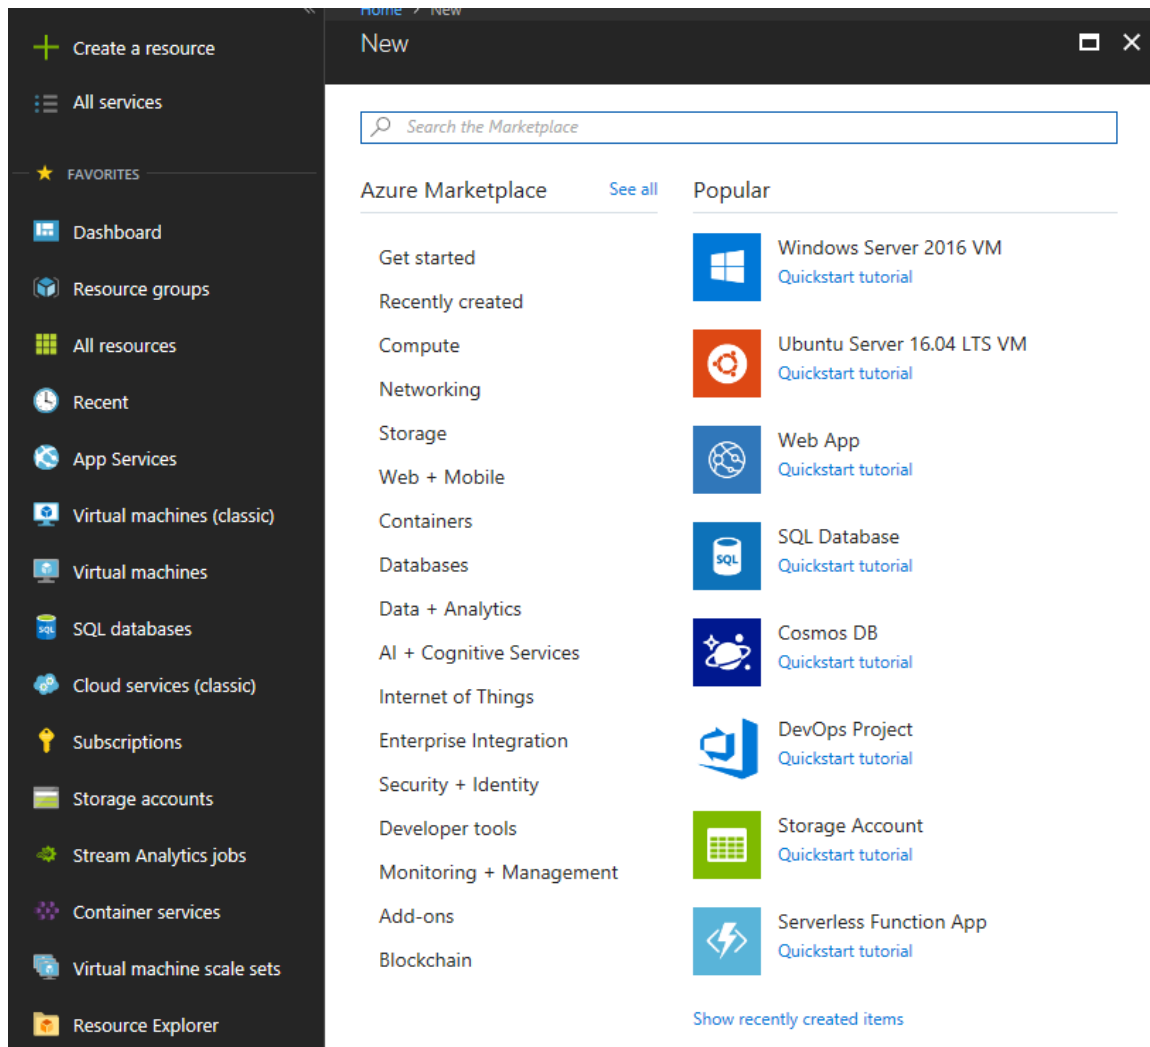 Home > New
Create a resource
All services
FAVORITES
Dashboard
Resource groups
All resources
Recent
App Services
Virtual machines (classic)
Virtual machines
SQL databases
Cloud services (classic)
Subscriptions
Storage accounts
Stream Analytics jobs
Container services
Virtual machine scale sets
Resource Explorer
New
Search the Marketplace
Azure Marketplace
See all
Get started
Recently created
Compute
Networking
Storage
Web + Mobile
Containers
Databases
Data + Analytics
AI + Cognitive Services
Internet of Things
Enterprise Integration
Security + Identity
Developer tools
Monitoring + Management
Add-ons
Blockchain
Popular
Windows Server 2016 VM
Quickstart tutorial
Ubuntu Server 16.04 LTS VM
Quickstart tutorial
Web App
Quickstart tutorial
SQL
SQL Database
Quickstart tutorial
Cosmos DB
Quickstart tutorial
DevOps Project
Quickstart tutorial
Storage Account
Quickstart tutorial
Serverless Function App
Quickstart tutorial
Show recently created items